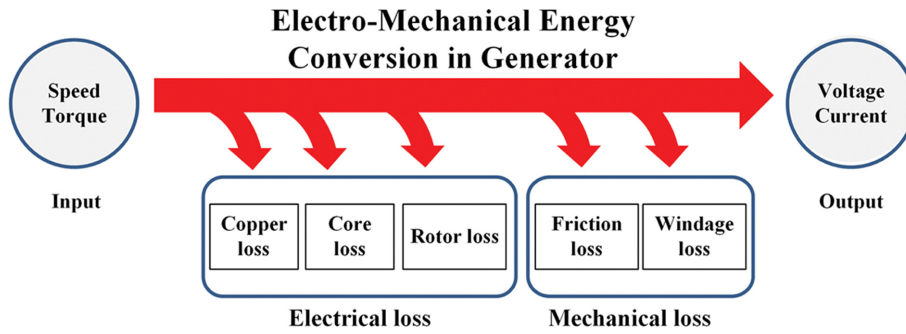 Electro-Mechanical Energy
Conversion in Generator
Speed
Torque
Input
Voltage
Current
Output
Copper
loss
Core
loss
Rotor loss
Friction
loss
Windage
loss
Electrical loss
Mechanical loss